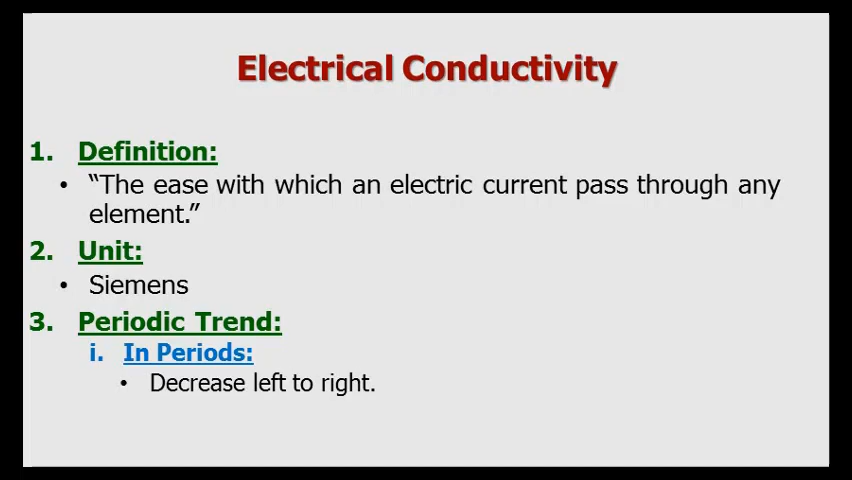 Electrical Conductivity
1. Definition:
• “The ease with which an electric current pass through any
element.”
2. Unit:
• Siemens
3. Periodic Trend:
i. In Periods:
• Decrease left to right.